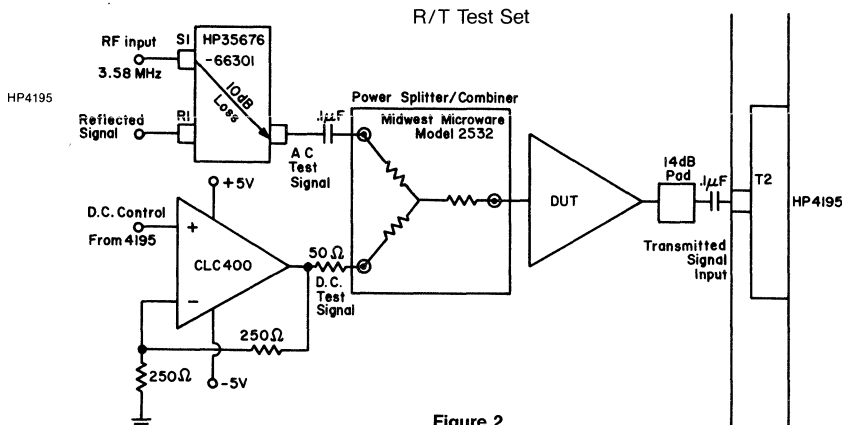 R/T Test Set
RF input
3.58 MHz
S1
HP35676
-66301
10dB
Loss
HP4195
Reflected
Signal
R1
.1µF
AC
Test
Signal
Power Splitter/Combiner
Midwest Microware
Model 2532
DUT
14dB
Pad
.1µF
T2
HP4195
Transmitted
Signal
Input
+5V
D.C. Control
From 4195
+
CLC400
−
50Ω
D.C.
Test
Signal
250Ω
250Ω
-5V
Figure 2